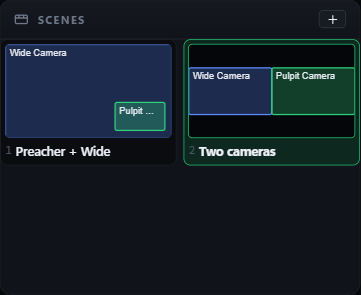 SCENES
+
Wide Camera
Pulpit ...
1 Preacher + Wide
Wide Camera Pulpit Camera
2 Two cameras